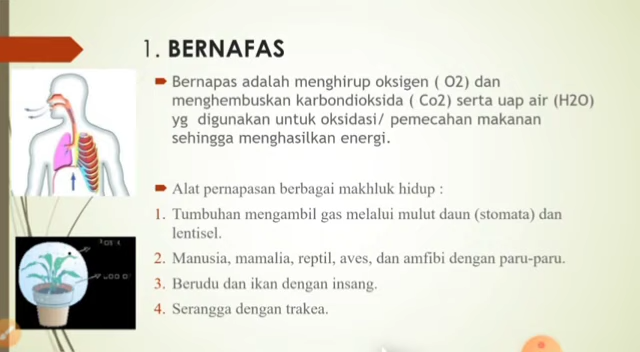 1. BERNAFAS
Bernapas adalah menghirup oksigen ( O2) dan
menghembuskan karbondioksida ( Co2) serta uap air (H2O)
yg digunakan untuk oksidasi/ pemecahan makanan
sehingga menghasilkan energi.
Alat pernapasan berbagai makhluk hidup :
1. Tumbuhan mengambil gas melalui mulut daun (stomata) dan
lentisel.
2. Manusia, mamalia, reptil, aves, dan amfibi dengan paru-paru.
3. Berudu dan ikan dengan insang.
4. Serangga dengan trakea.